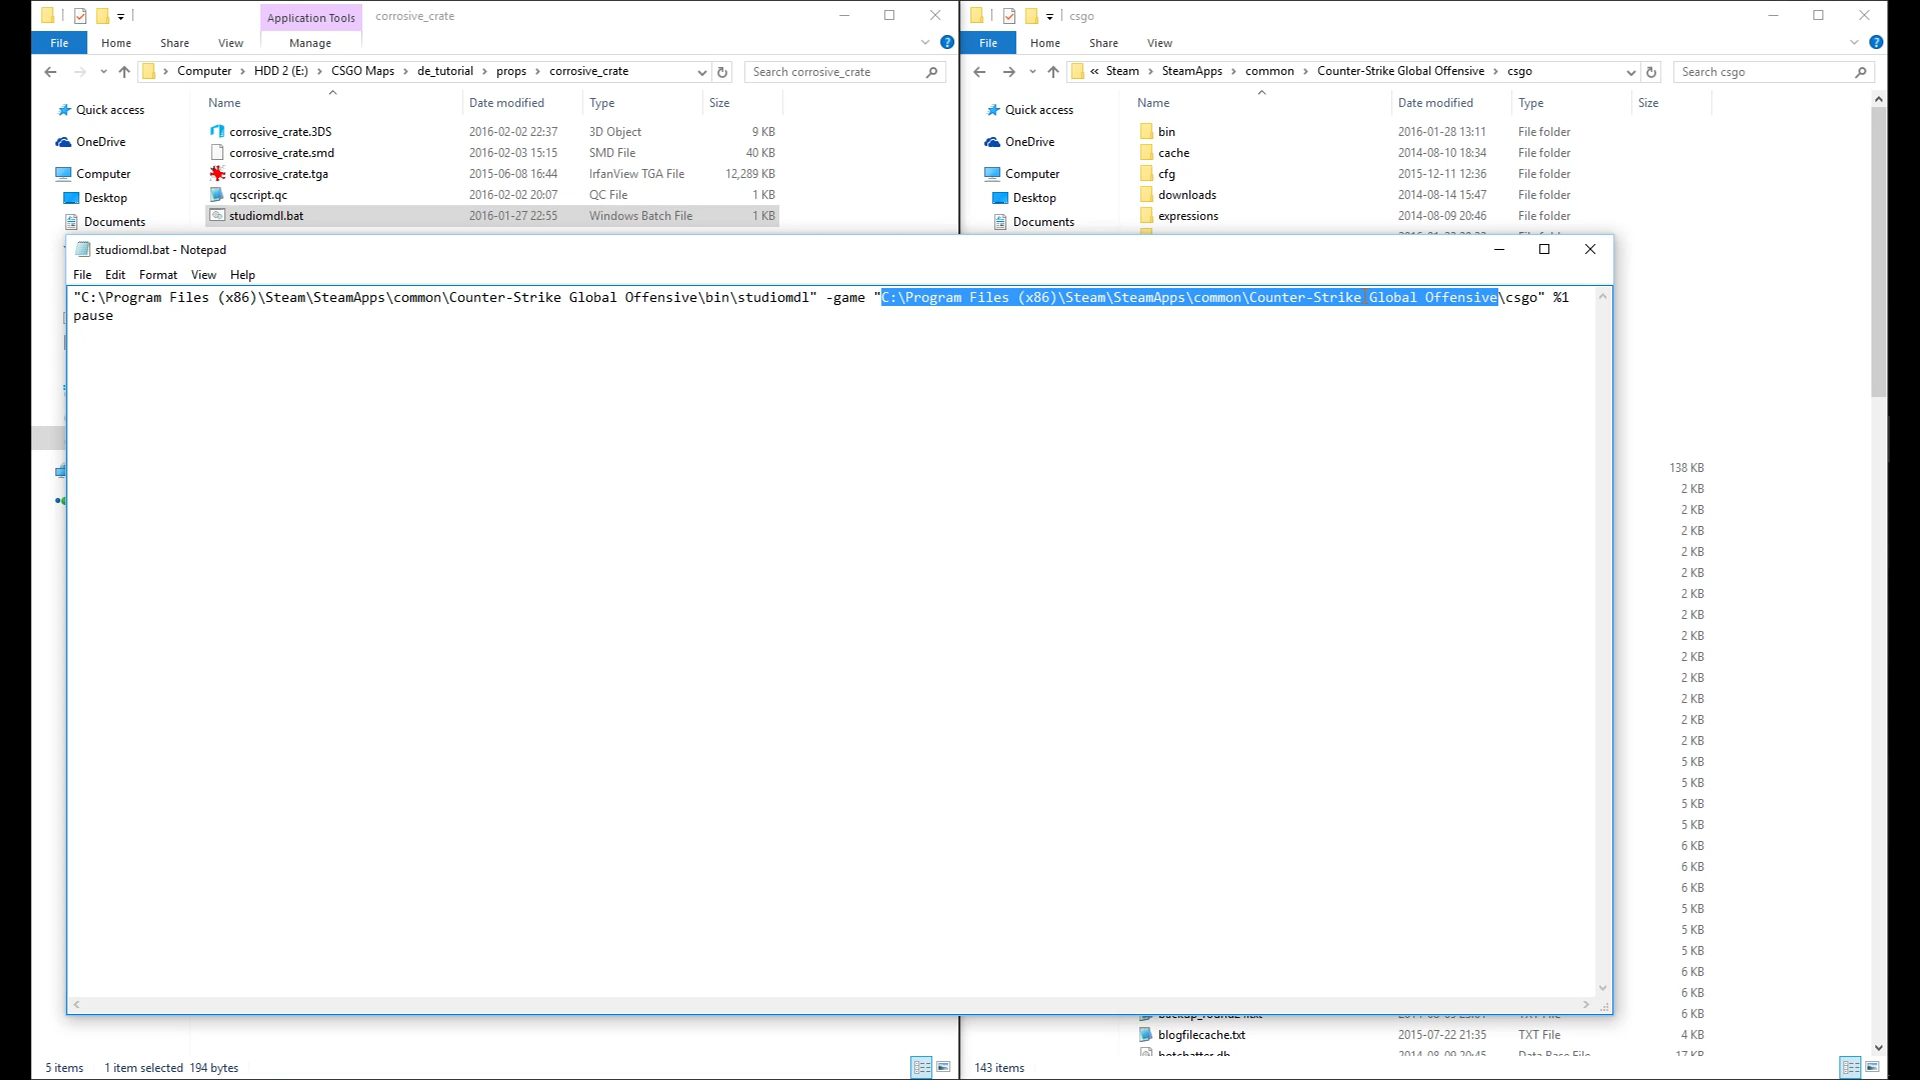 Application Tools
corrosive_crate
File
Home
Share
View
Manage
Computer
HDD 2 (E:)
CSGO Maps
de_tutorial
props
corrosive_crate
Search corrosive_crate
Name
Date modified
Type
Size
Quick access
OneDrive
Computer
Desktop
Documents
corrosive_crate.3DS 2016-02-02 22:37 3D Object 9 KB
corrosive_crate.smd 2016-02-03 15:15 SMD File 40 KB
corrosive_crate.tga 2015-06-08 16:44 IrfanView TGA File 12,289 KB
qcscript.qc 2016-02-02 20:07 QC File 1 KB
studiomdl.bat 2016-01-27 22:55 Windows Batch File 1 KB
csgo
File
Home
Share
View
« Steam
SteamApps
common
Counter-Strike Global Offensive
csgo
Search csgo
Name
Date modified
Type
Size
Quick access
OneDrive
Computer
Desktop
Documents
bin 2016-01-28 13:11 File folder
cache 2014-08-10 18:34 File folder
cfg 2015-12-11 12:36 File folder
downloads 2014-08-14 15:47 File folder
expressions 2014-08-09 20:46 File folder
studiomdl.bat - Notepad
File Edit Format View Help
"C:\Program Files (x86)\Steam\SteamApps\common\Counter-Strike Global Offensive\bin\studiomdl" -game "C:\Program Files (x86)\Steam\SteamApps\common\Counter-Strike Global Offensive\csgo" %1
pause
138 KB
2 KB
2 KB
2 KB
2 KB
2 KB
2 KB
2 KB
2 KB
2 KB
2 KB
2 KB
2 KB
2 KB
5 KB
5 KB
5 KB
5 KB
6 KB
6 KB
6 KB
5 KB
5 KB
5 KB
6 KB
6 KB
6 KB
blogfilecache.txt 2015-07-22 21:35 TXT File 4 KB
5 items
1 item selected 194 bytes
143 items